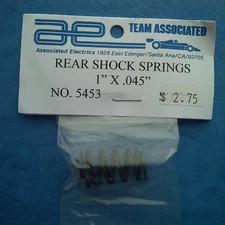 ae
TEAM ASSOCIATED
Associated Electrics 1928 East Edinger/Santa Ana/CA/92705
REAR SHOCK SPRINGS
1" X .045"
NO. 5453
$ 2.75